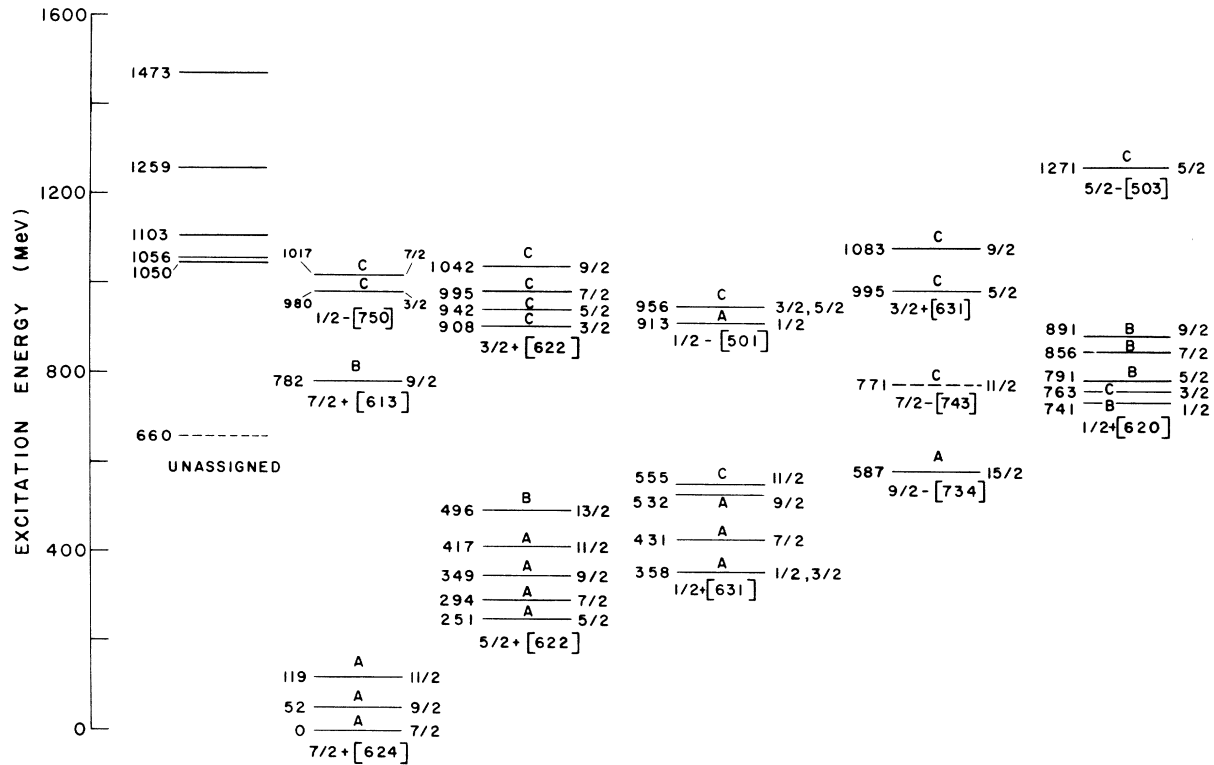 EXCITATION ENERGY (MeV)
1600
1200
800
400
0
1473
1259
1103
1056
1050
660
UNASSIGNED
1017 C 7/2
980 C 3/2
1/2-[750]
782 B 9/2
7/2+[613]
119 A 11/2
52 A 9/2
0 A 7/2
7/2+[624]
1042 C 9/2
995 C 7/2
942 C 5/2
908 C 3/2
3/2+[622]
496 B 13/2
417 A 11/2
349 A 9/2
294 A 7/2
251 A 5/2
5/2+[622]
956 C 3/2,5/2
913 A 1/2
1/2-[501]
555 C 11/2
532 A 9/2
431 A 7/2
358 A 1/2,3/2
1/2+[631]
1083 C 9/2
995 C 5/2
3/2+[631]
771 C 11/2
7/2-[743]
587 A 15/2
9/2-[734]
1271 C 5/2
5/2-[503]
891 B 9/2
856 B 7/2
791 B 5/2
763 C 3/2
741 B 1/2
1/2+[620]